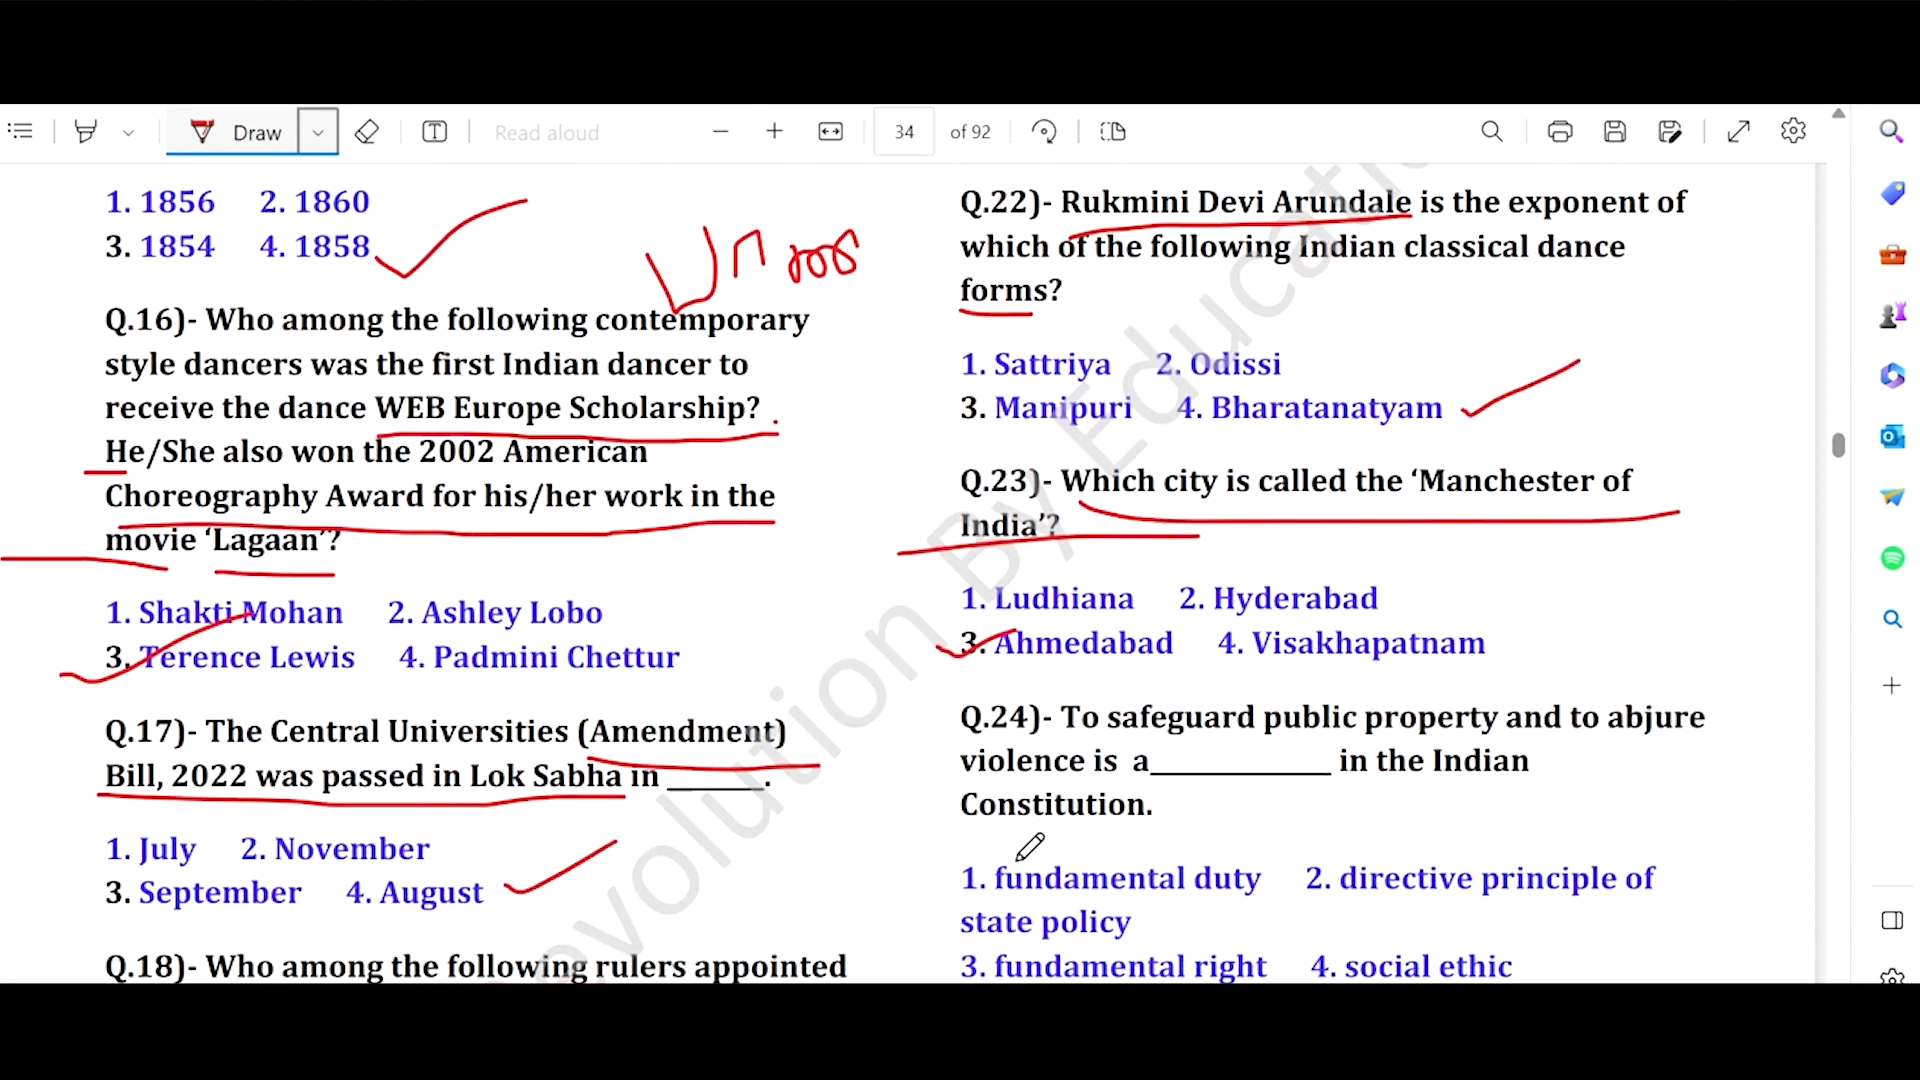 Draw
Read aloud
34 of 92
1. 1856 2. 1860
3. 1854 4. 1858
Q.16)- Who among the following contemporary
style dancers was the first Indian dancer to
receive the dance WEB Europe Scholarship?
He/She also won the 2002 American
Choreography Award for his/her work in the
movie ‘Lagaan’?
1. Shakti Mohan 2. Ashley Lobo
3. Terence Lewis 4. Padmini Chettur
Q.17)- The Central Universities (Amendment)
Bill, 2022 was passed in Lok Sabha in ______.
1. July 2. November
3. September 4. August
Q.18)- Who among the following rulers appointed
Q.22)- Rukmini Devi Arundale is the exponent of
which of the following Indian classical dance
forms?
1. Sattriya 2. Odissi
3. Manipuri 4. Bharatanatyam
Q.23)- Which city is called the ‘Manchester of
India’?
1. Ludhiana 2. Hyderabad
3. Ahmedabad 4. Visakhapatnam
Q.24)- To safeguard public property and to abjure
violence is a___________ in the Indian
Constitution.
1. fundamental duty 2. directive principle of
state policy
3. fundamental right 4. social ethic
evolution By Educati